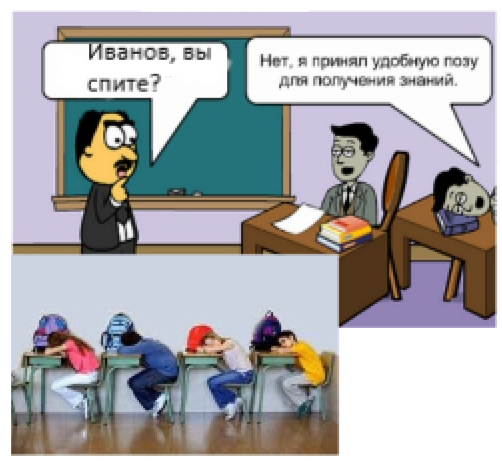 Иванов, вы
спите?
Нет, я принял удобную позу
для получения знаний.